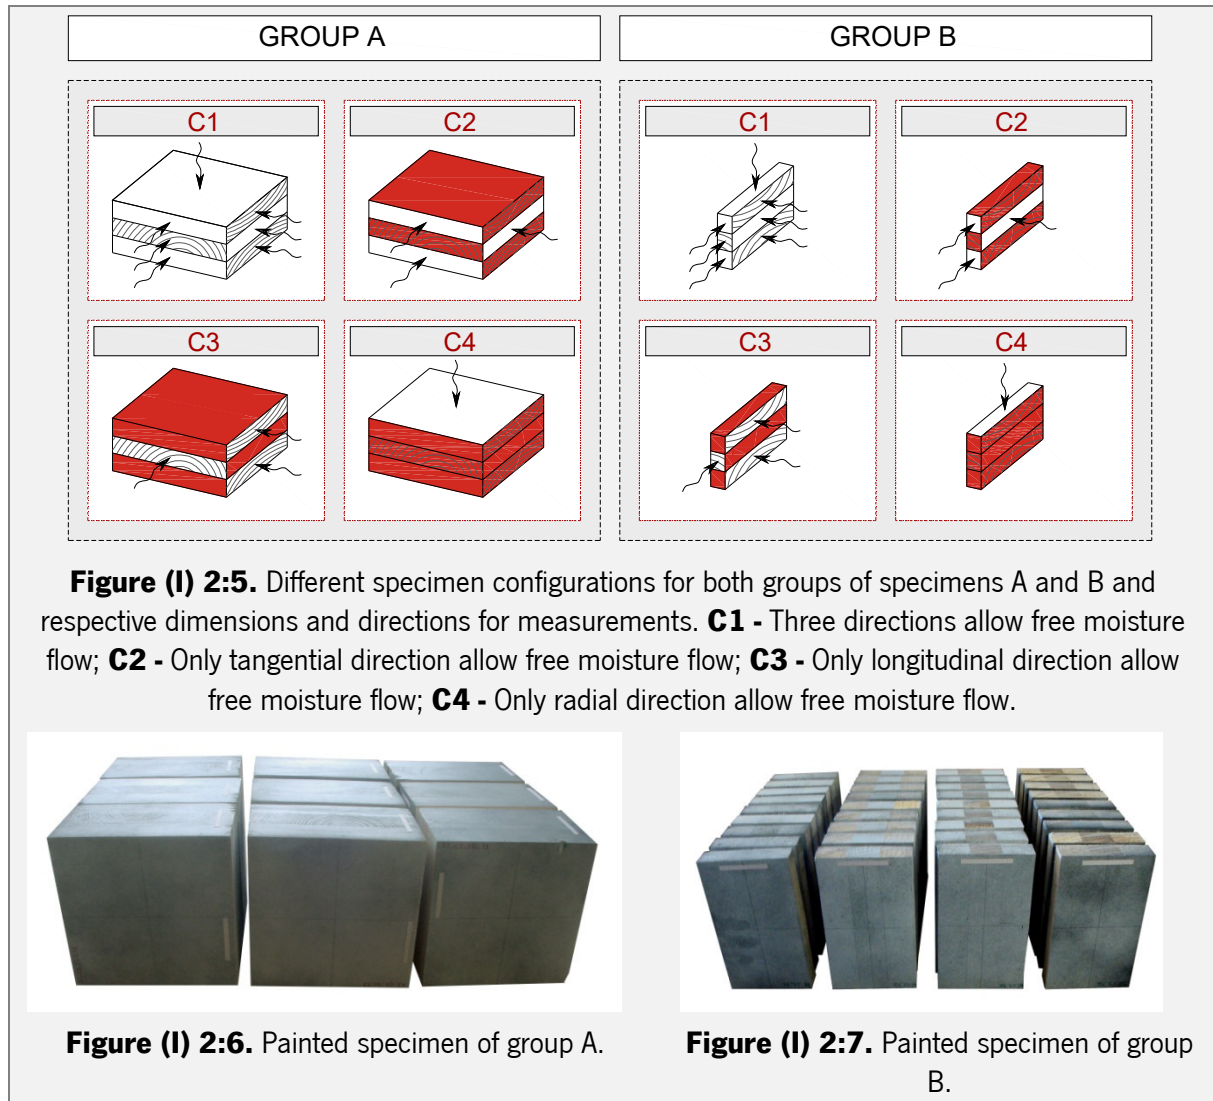 GROUP A
GROUP B
C1
C2
C1
C2
C3
C4
C3
C4
Figure (I) 2:5. Different specimen configurations for both groups of specimens A and B and
respective dimensions and directions for measurements. C1 - Three directions allow free moisture
flow; C2 - Only tangential direction allow free moisture flow; C3 - Only longitudinal direction allow
free moisture flow; C4 - Only radial direction allow free moisture flow.
Figure (I) 2:6. Painted specimen of group A.
Figure (I) 2:7. Painted specimen of group
B.